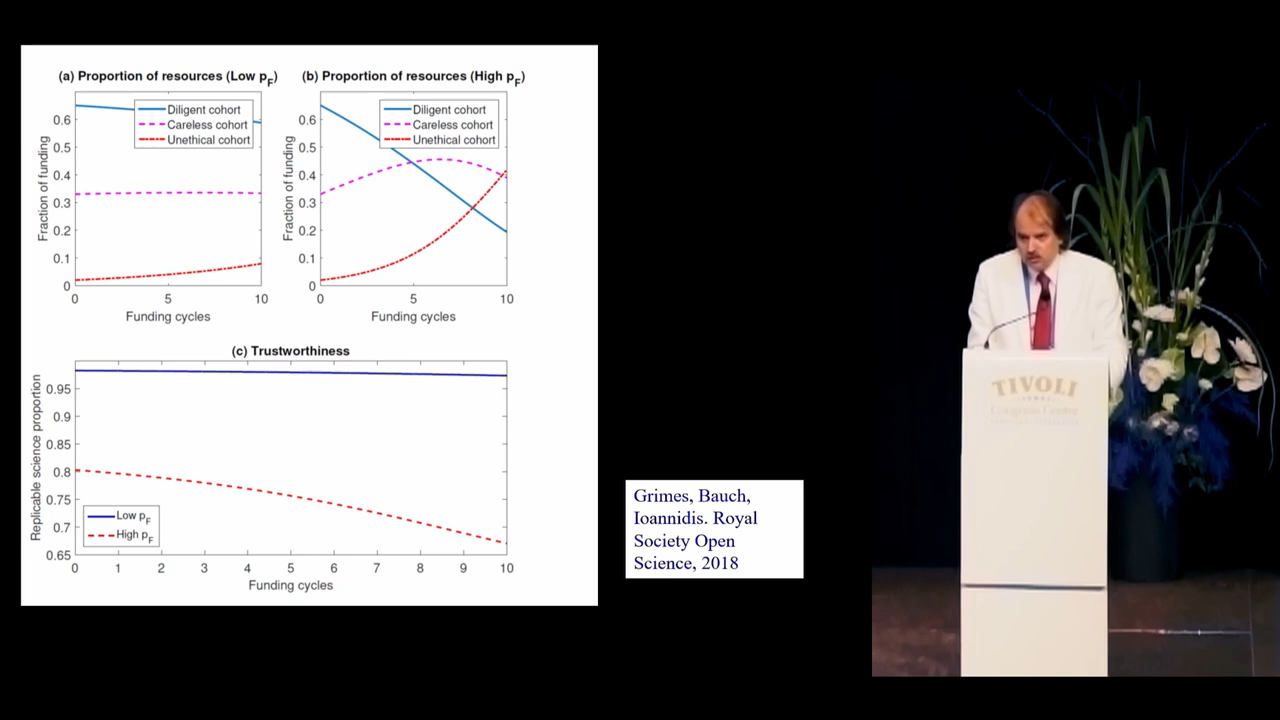 (a) Proportion of resources (Low pF)
Diligent cohort
Careless cohort
Unethical cohort
Fraction of funding
0.6
0.5
0.4
0.3
0.2
0.1
0
0 5 10
Funding cycles
(b) Proportion of resources (High pF)
Diligent cohort
Careless cohort
Unethical cohort
Fraction of funding
0.6
0.5
0.4
0.3
0.2
0.1
0
0 5 10
Funding cycles
(c) Trustworthiness
Replicable science proportion
0.95
0.9
0.85
0.8
0.75
0.7
0.65
Low pF
High pF
0 1 2 3 4 5 6 7 8 9 10
Funding cycles
Grimes, Bauch,
Ioannidis. Royal
Society Open
Science, 2018
TIVOLI
Congress Center